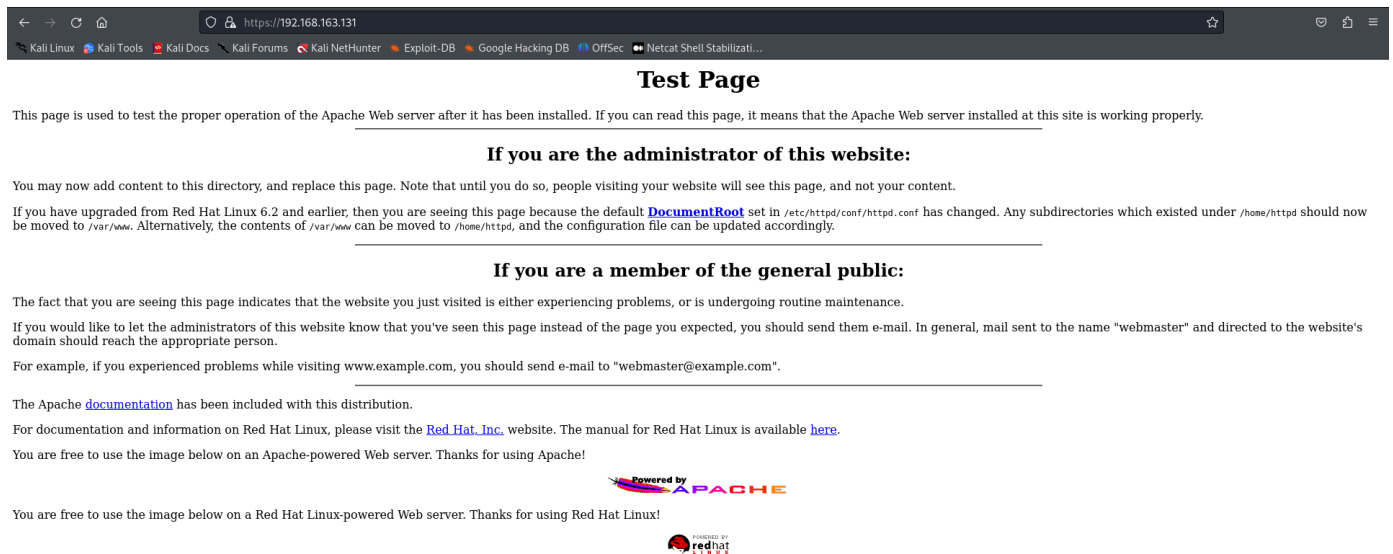 https://192.168.163.131
Kali Linux Kali Tools Kali Docs Kali Forums Kali NetHunter Exploit-DB Google Hacking DB OffSec Netcat Shell Stabilizati...
Test Page
This page is used to test the proper operation of the Apache Web server after it has been installed. If you can read this page, it means that the Apache Web server installed at this site is working properly.
If you are the administrator of this website:
You may now add content to this directory, and replace this page. Note that until you do so, people visiting your website will see this page, and not your content.
If you have upgraded from Red Hat Linux 6.2 and earlier, then you are seeing this page because the default DocumentRoot set in /etc/httpd/conf/httpd.conf has changed. Any subdirectories which existed under /home/httpd should now
be moved to /var/www. Alternatively, the contents of /var/www can be moved to /home/httpd, and the configuration file can be updated accordingly.
If you are a member of the general public:
The fact that you are seeing this page indicates that the website you just visited is either experiencing problems, or is undergoing routine maintenance.
If you would like to let the administrators of this website know that you've seen this page instead of the page you expected, you should send them e-mail. In general, mail sent to the name "webmaster" and directed to the website's
domain should reach the appropriate person.
For example, if you experienced problems while visiting www.example.com, you should send e-mail to "webmaster@example.com".
The Apache documentation has been included with this distribution.
For documentation and information on Red Hat Linux, please visit the Red Hat, Inc. website. The manual for Red Hat Linux is available here.
You are free to use the image below on an Apache-powered Web server. Thanks for using Apache!
Powered by
APACHE
You are free to use the image below on a Red Hat Linux-powered Web server. Thanks for using Red Hat Linux!
POWERED BY
redhat
LINUX